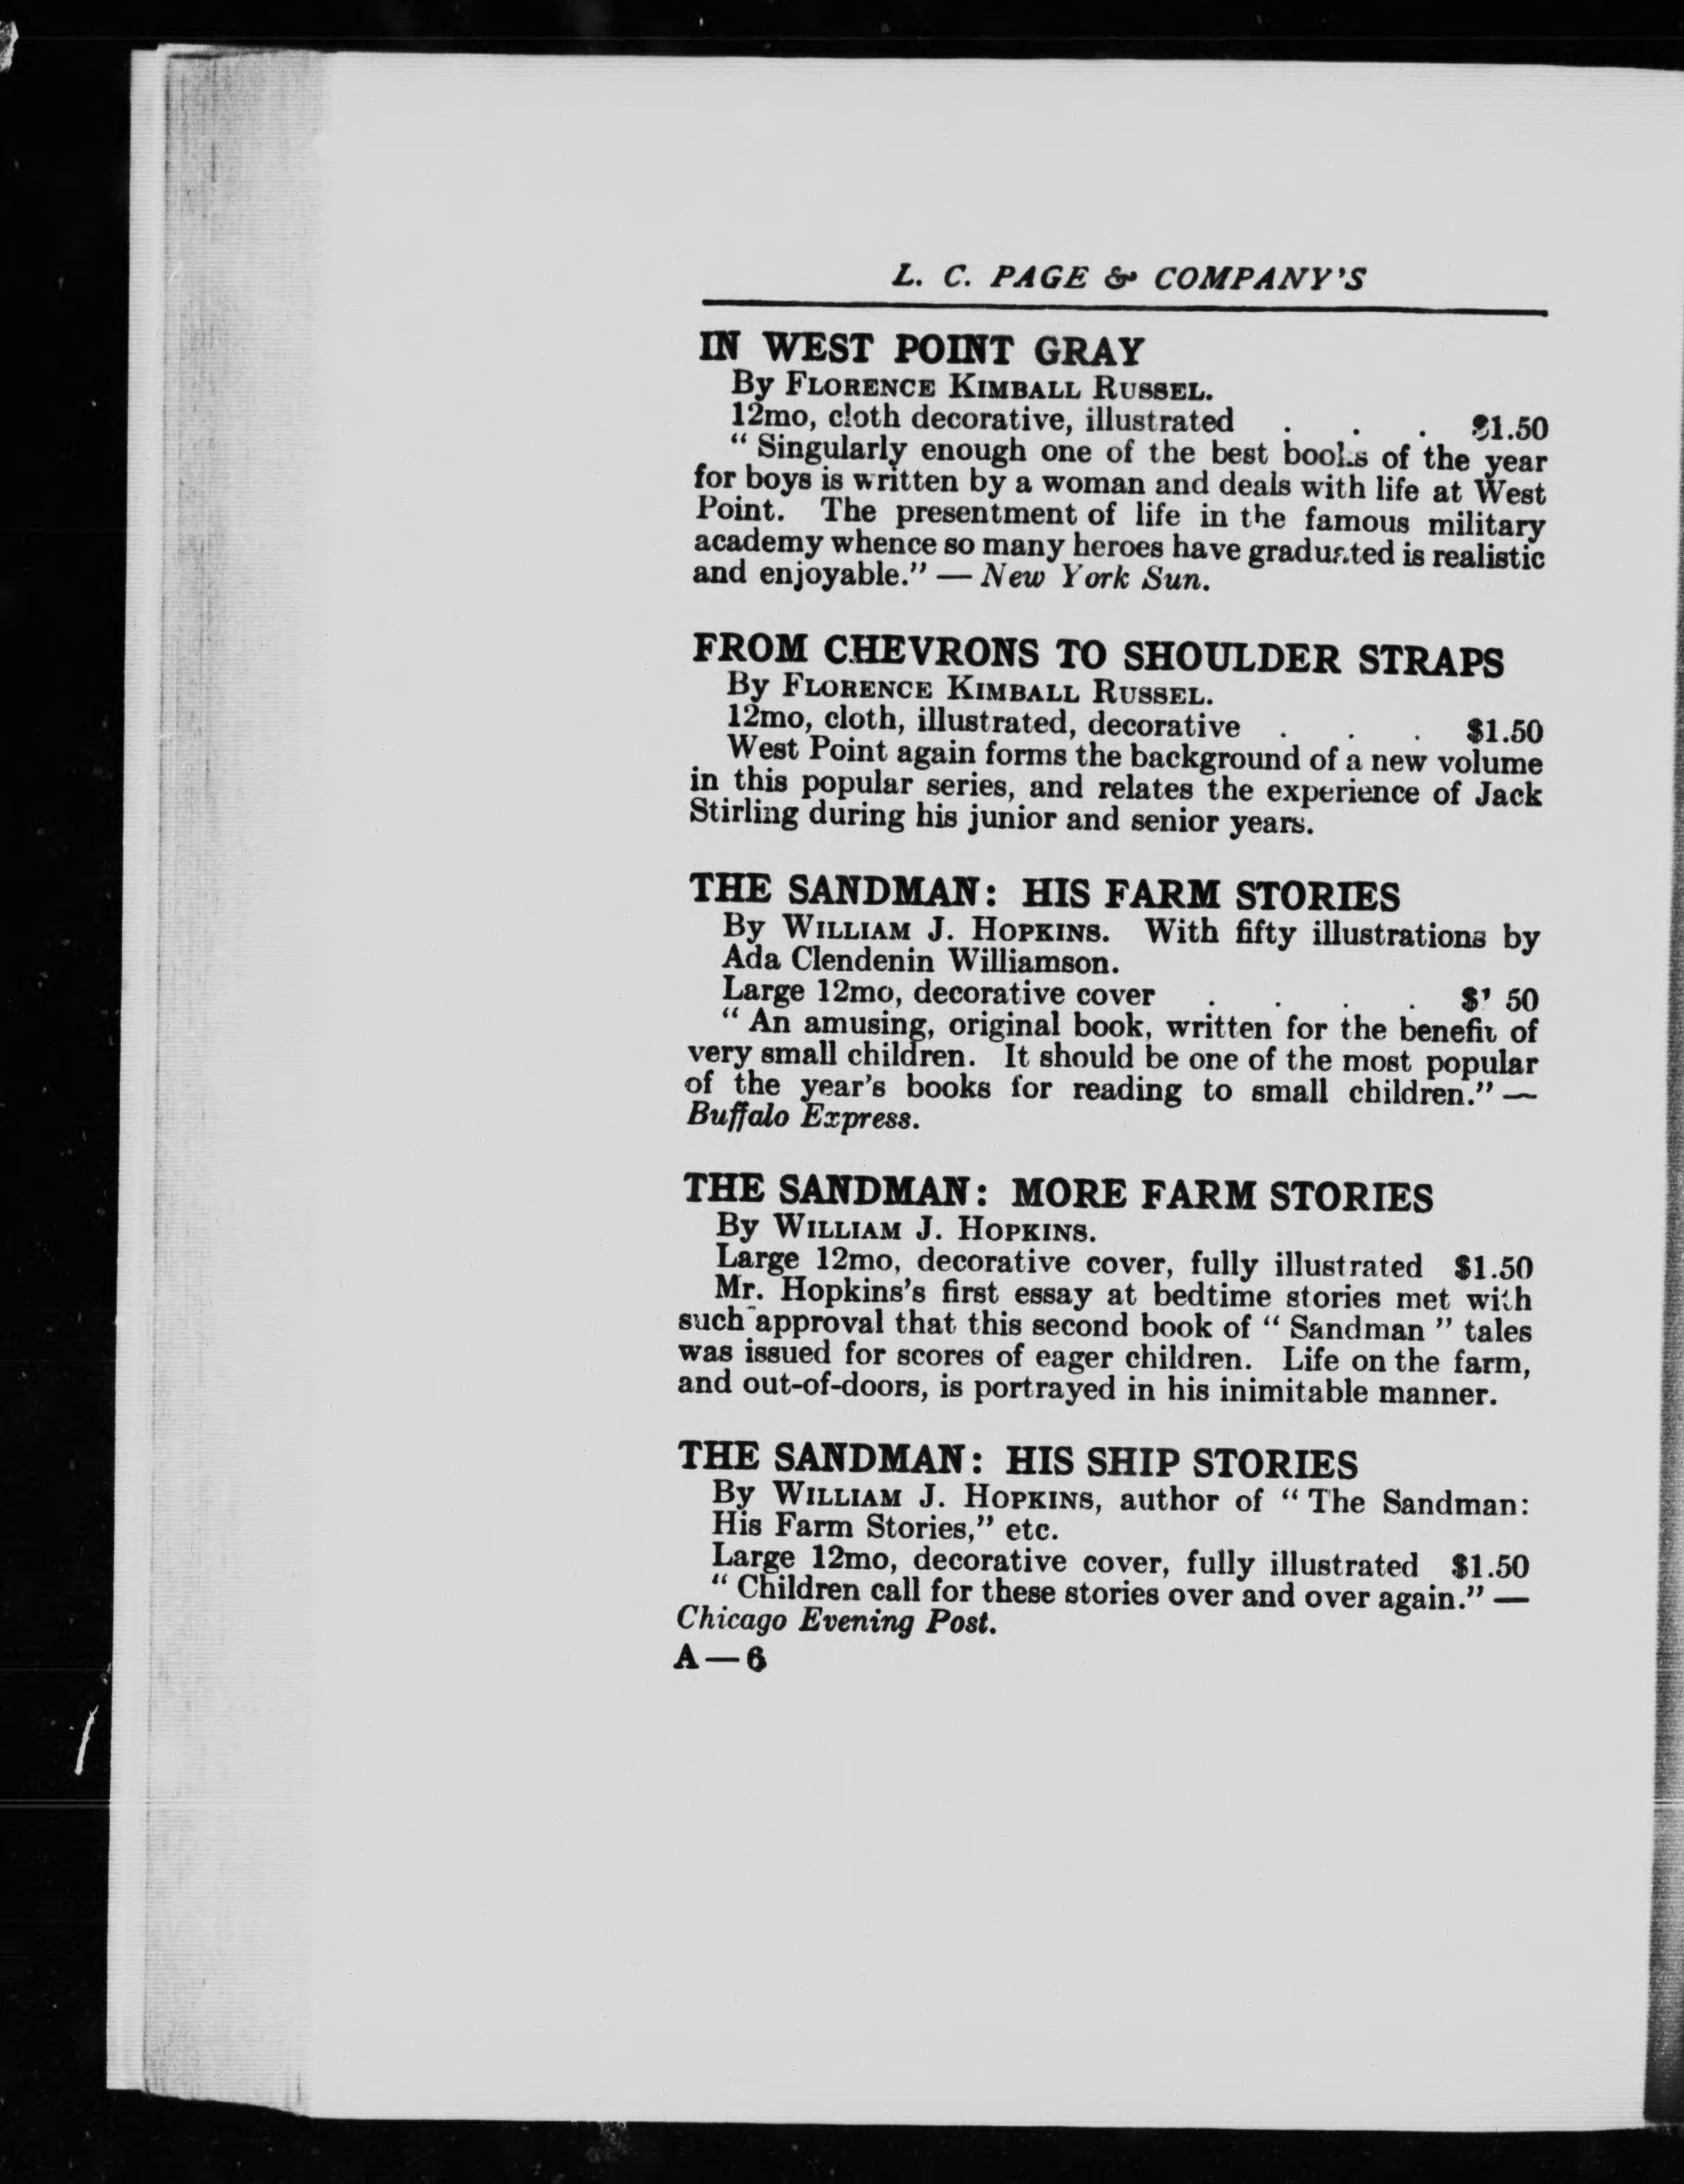 L. C. PAGE & COMPANY'S
IN WEST POINT GRAY
By FLORENCE KIMBALL RUSSEL.
12mo, cloth decorative, illustrated . . . $1.50
" Singularly enough one of the best books of the year
for boys is written by a woman and deals with life at West
Point. The presentment of life in the famous military
academy whence so many heroes have graduated is realistic
and enjoyable." — New York Sun.
FROM CHEVRONS TO SHOULDER STRAPS
By FLORENCE KIMBALL RUSSEL.
12mo, cloth, illustrated, decorative . . . $1.50
West Point again forms the background of a new volume
in this popular series, and relates the experience of Jack
Stirling during his junior and senior years.
THE SANDMAN: HIS FARM STORIES
By WILLIAM J. HOPKINS. With fifty illustrations by
Ada Clendenin Williamson.
Large 12mo, decorative cover . . . . $1.50
" An amusing, original book, written for the benefit of
very small children. It should be one of the most popular
of the year's books for reading to small children." —
Buffalo Express.
THE SANDMAN: MORE FARM STORIES
By WILLIAM J. HOPKINS.
Large 12mo, decorative cover, fully illustrated $1.50
Mr. Hopkins's first essay at bedtime stories met with
such approval that this second book of " Sandman " tales
was issued for scores of eager children. Life on the farm,
and out-of-doors, is portrayed in his inimitable manner.
THE SANDMAN: HIS SHIP STORIES
By WILLIAM J. HOPKINS, author of " The Sandman:
His Farm Stories," etc.
Large 12mo, decorative cover, fully illustrated $1.50
" Children call for these stories over and over again." —
Chicago Evening Post.
A — 6